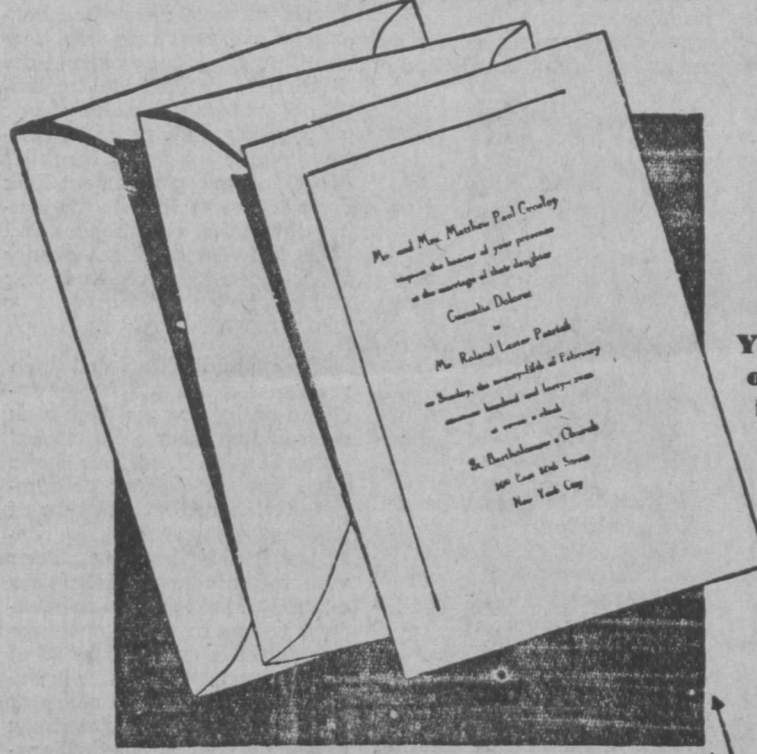 Mr. and Mrs. Matthew Paul Crowley
request the honour of your presence
at the marriage of their daughter
Cornelia Dolores
to
Mr. Roland Lester Patrick
on Sunday, the twenty-fifth of February
nineteen hundred and
at o'clock
St. Bartholomew's Church
East Street
New York City
Y